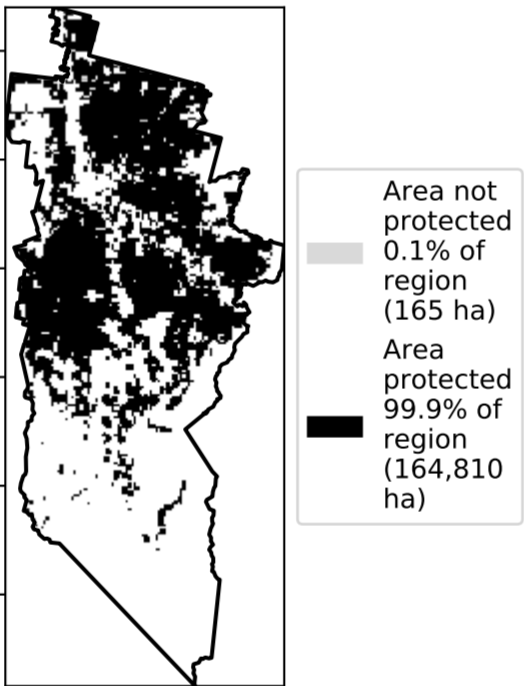 Area not
protected
0.1% of
region
(165 ha)
Area
protected
99.9% of
region
(164,810
ha)